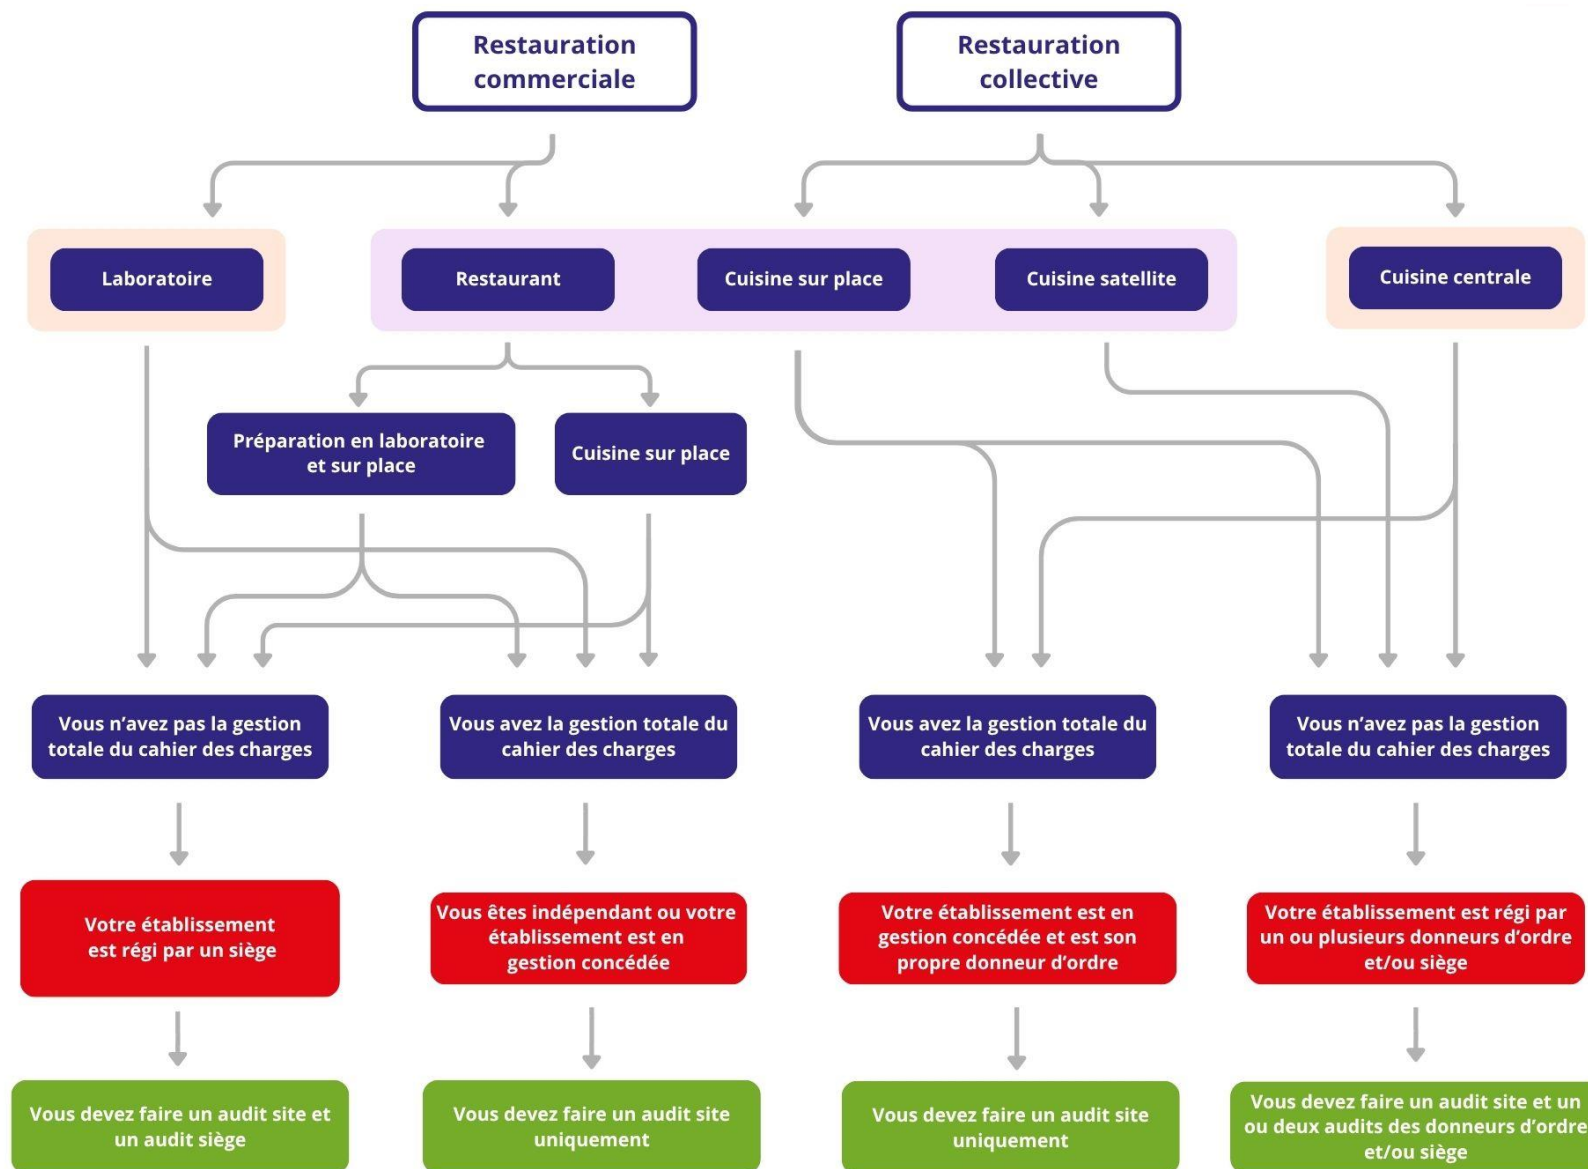 Restauration
commerciale
Restauration
collective
Laboratoire
Restaurant
Cuisine sur place
Cuisine satellite
Cuisine centrale
Préparation en laboratoire
et sur place
Cuisine sur place
Vous n’avez pas la gestion
totale du cahier des charges
Vous avez la gestion totale du
cahier des charges
Vous avez la gestion totale du
cahier des charges
Vous n’avez pas la gestion
totale du cahier des charges
Votre établissement
est régi par un siège
Vous êtes indépendant ou votre
établissement est en
gestion concédée
Votre établissement est en
gestion concédée et est son
propre donneur d’ordre
Votre établissement est régi par
un ou plusieurs donneurs d’ordre
et/ou siège
Vous devez faire un audit site et
un audit siège
Vous devez faire un audit site
uniquement
Vous devez faire un audit site
uniquement
Vous devez faire un audit site et un
ou deux audits des donneurs d’ordre
et/ou siège